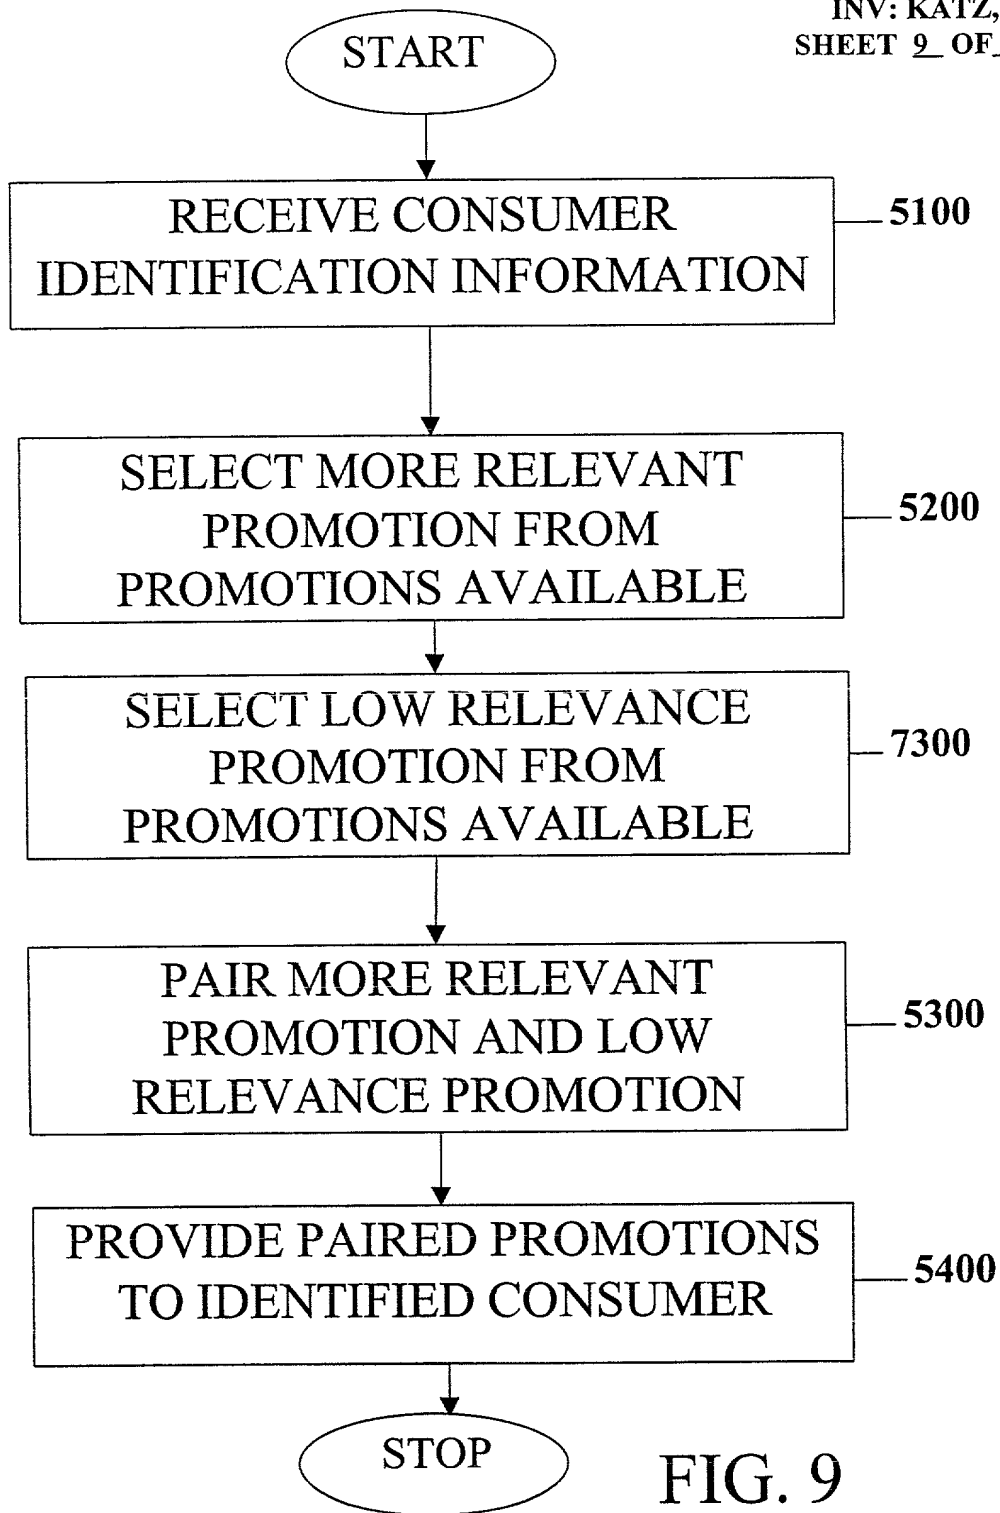 INV: KATZ,
SHEET 9 OF
START
RECEIVE CONSUMER
IDENTIFICATION INFORMATION
5100
SELECT MORE RELEVANT
PROMOTION FROM
PROMOTIONS AVAILABLE
5200
SELECT LOW RELEVANCE
PROMOTION FROM
PROMOTIONS AVAILABLE
7300
PAIR MORE RELEVANT
PROMOTION AND LOW
RELEVANCE PROMOTION
5300
PROVIDE PAIRED PROMOTIONS
TO IDENTIFIED CONSUMER
5400
STOP
FIG. 9